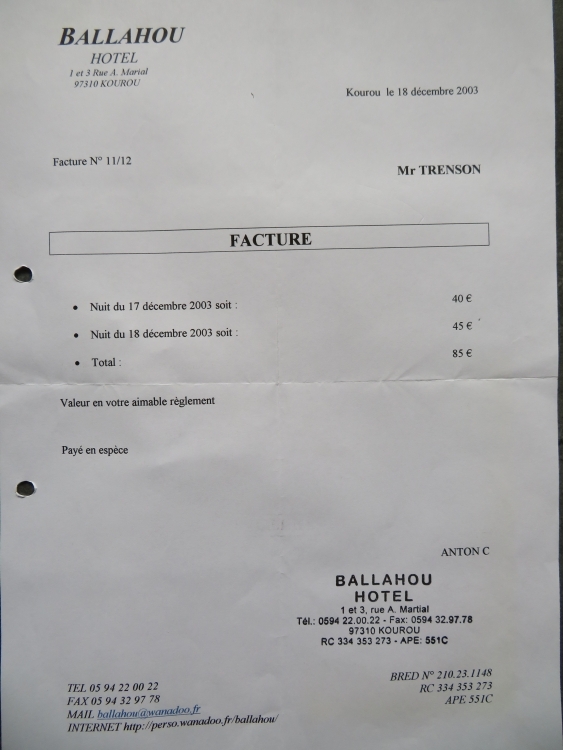 BALLAHOU
HOTEL
1 et 3 Rue A. Marial
97310 KOUROU
Kourou le 18 décembre 2003
Facture N° 11/12
Mr TRENSON
FACTURE
• Nuit du 17 décembre 2003 soit : 40 €
• Nuit du 18 décembre 2003 soit : 45 €
• Total : 85 €
Valeur en votre aimable règlement
Payé en espèce
ANTON C
BALLAHOU
HOTEL
1 et 3, rue A. Martial
Tél.: 0594 22.00.22 - Fax: 0594 32.97.78
97310 KOUROU
RC 334 353 273 - APE: 551C
TEL 05 94 22 00 22
FAX 05 94 32 97 78
MAIL ballahou@wanadoo.fr
INTERNET http://perso.wanadoo.fr/ballahou/
BRED N° 210.23.1148
RC 334 353 273
APE 551C